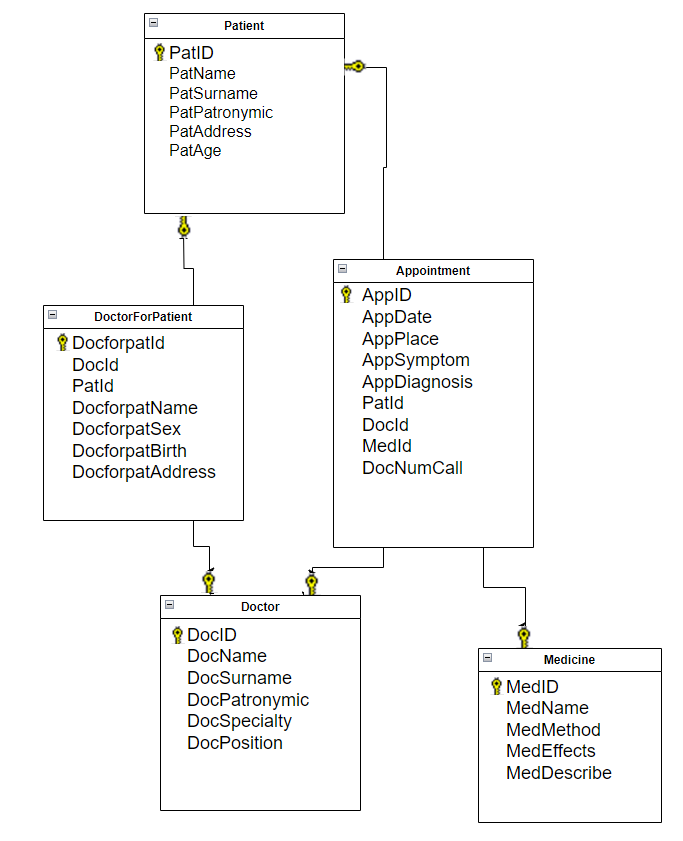 Patient
PatID
PatName
PatSurname
PatPatronymic
PatAddress
PatAge
Appointment
AppID
AppDate
AppPlace
AppSymptom
AppDiagnosis
PatId
DocId
MedId
DocNumCall
DoctorForPatient
DocforpatId
DocId
PatId
DocforpatName
DocforpatSex
DocforpatBirth
DocforpatAddress
Doctor
DocID
DocName
DocSurname
DocPatronymic
DocSpecialty
DocPosition
Medicine
MedID
MedName
MedMethod
MedEffects
MedDescribe